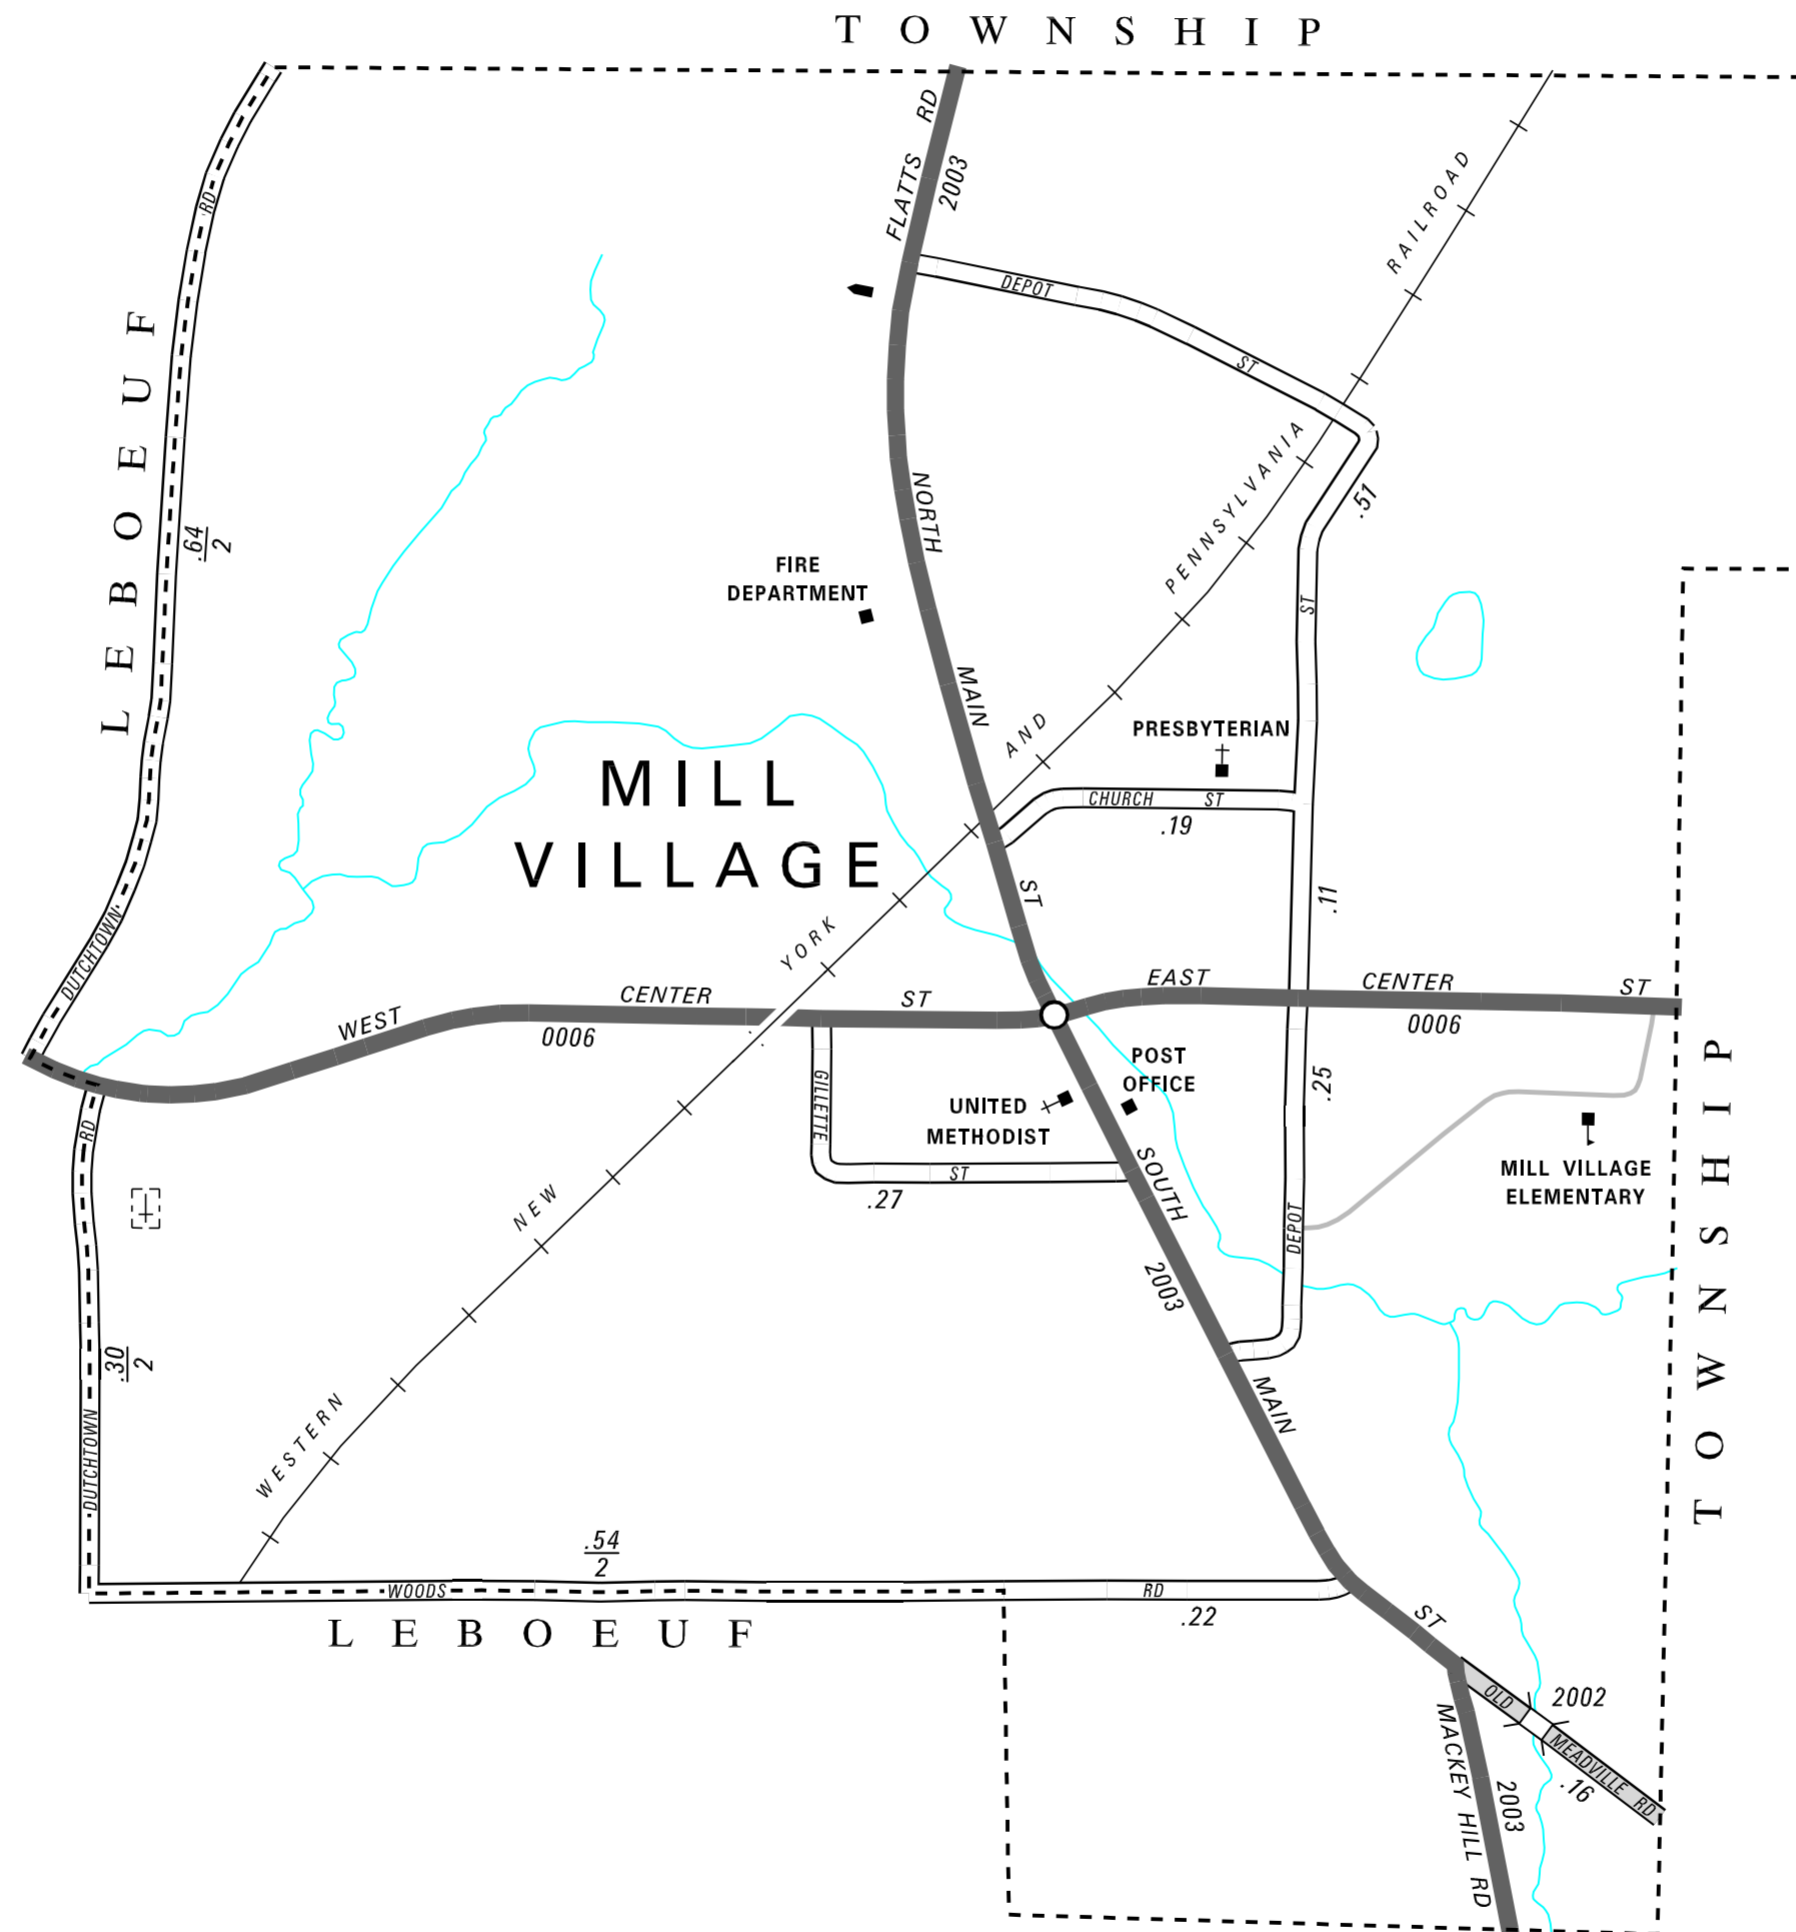 TOWNSHIP
RD
FLATTS
2003
RAILROAD
RD
DEPOT
ST
LEBOEUF
.64
2
NORTH
PENNSYLVANIA
.51
FIRE
DEPARTMENT
ST
MAIN
AND
PRESBYTERIAN
MILL
VILLAGE
CHURCH ST
.19
ST
.11
DUTCHTOWN
YORK
WEST
CENTER
ST
0006
EAST
CENTER
ST
0006
POST
OFFICE
.25
RD
GILLETTE
UNITED
METHODIST
ST
.27
SOUTH
MILL VILLAGE
ELEMENTARY
TOWNSHIP
NEW
DEPOT
2003
.30
2
DUTCHTOWN
WESTERN
MAIN
.54
2
WOODS
RD
.22
LEBOEUF
ST
OLD
2002
MEADVILLE RD
.16
MACKEY HILL RD
2003